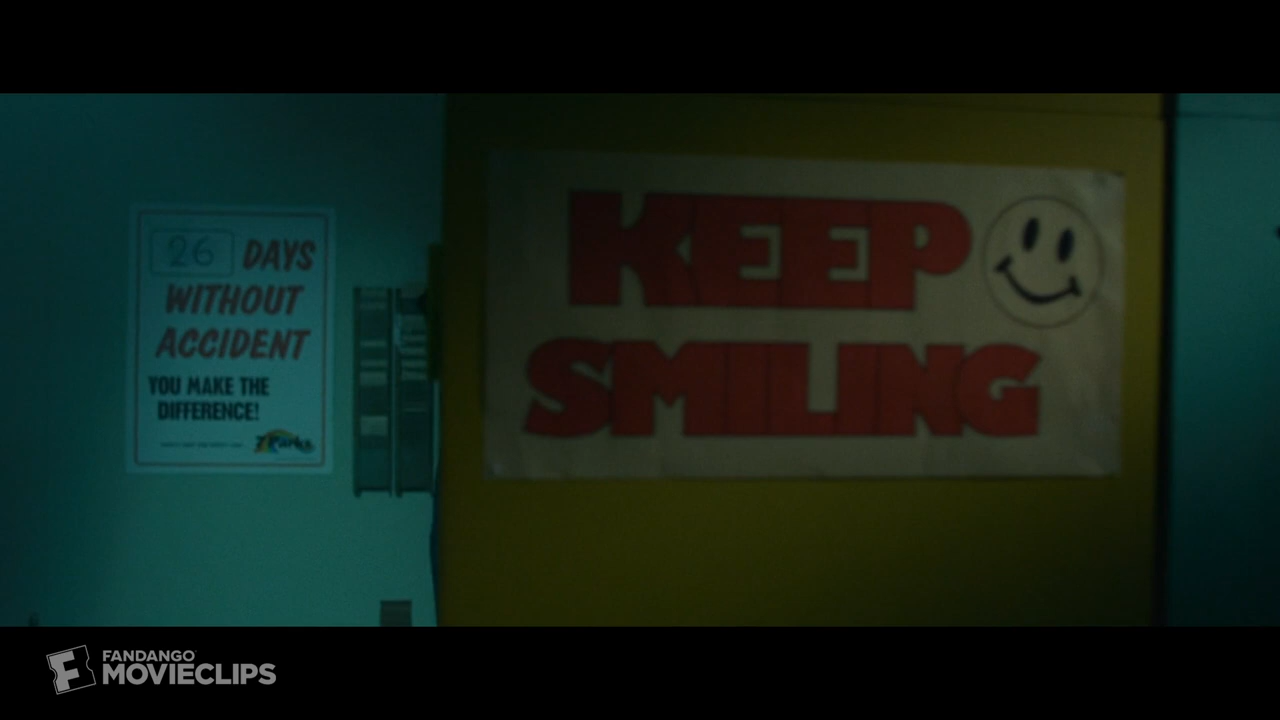 26 DAYS
WITHOUT
ACCIDENT
YOU MAKE THE
DIFFERENCE!
KEEP
SMILING
FANDANGO
MOVIECLIPS